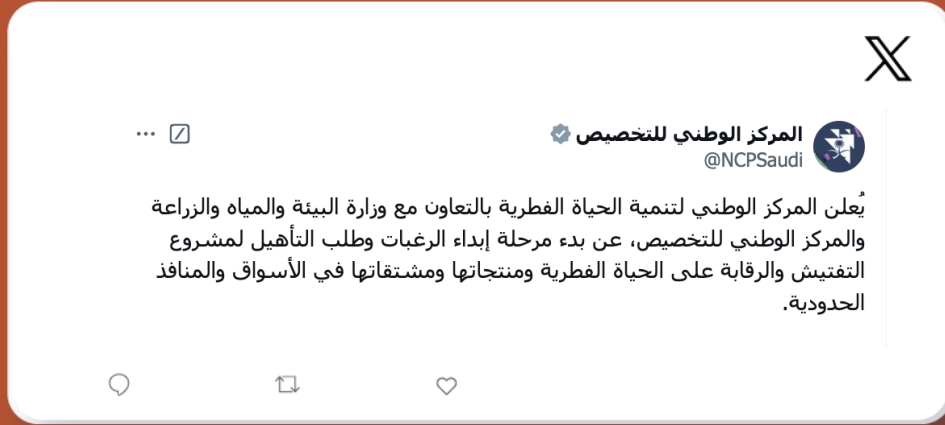 المركز الوطني للتخصيص
@NCPSaudi
يُعلن المركز الوطني لتنمية الحياة الفطرية بالتعاون مع وزارة البيئة والمياه والزراعة
والمركز الوطني للتخصيص، عن بدء مرحلة إبداء الرغبات وطلب التأهيل لمشروع
التفتيش والرقابة على الحياة الفطرية ومنتجاتها ومشتقاتها في الأسواق والمنافذ
الحدودية.